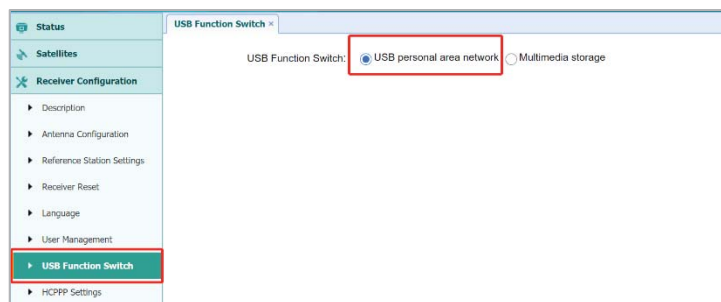 Status
Satellites
Receiver Configuration
Description
Antenna Configuration
Reference Station Settings
Receiver Reset
Language
User Management
USB Function Switch
HCPPP Settings
USB Function Switch ×
USB Function Switch: USB personal area network Multimedia storage